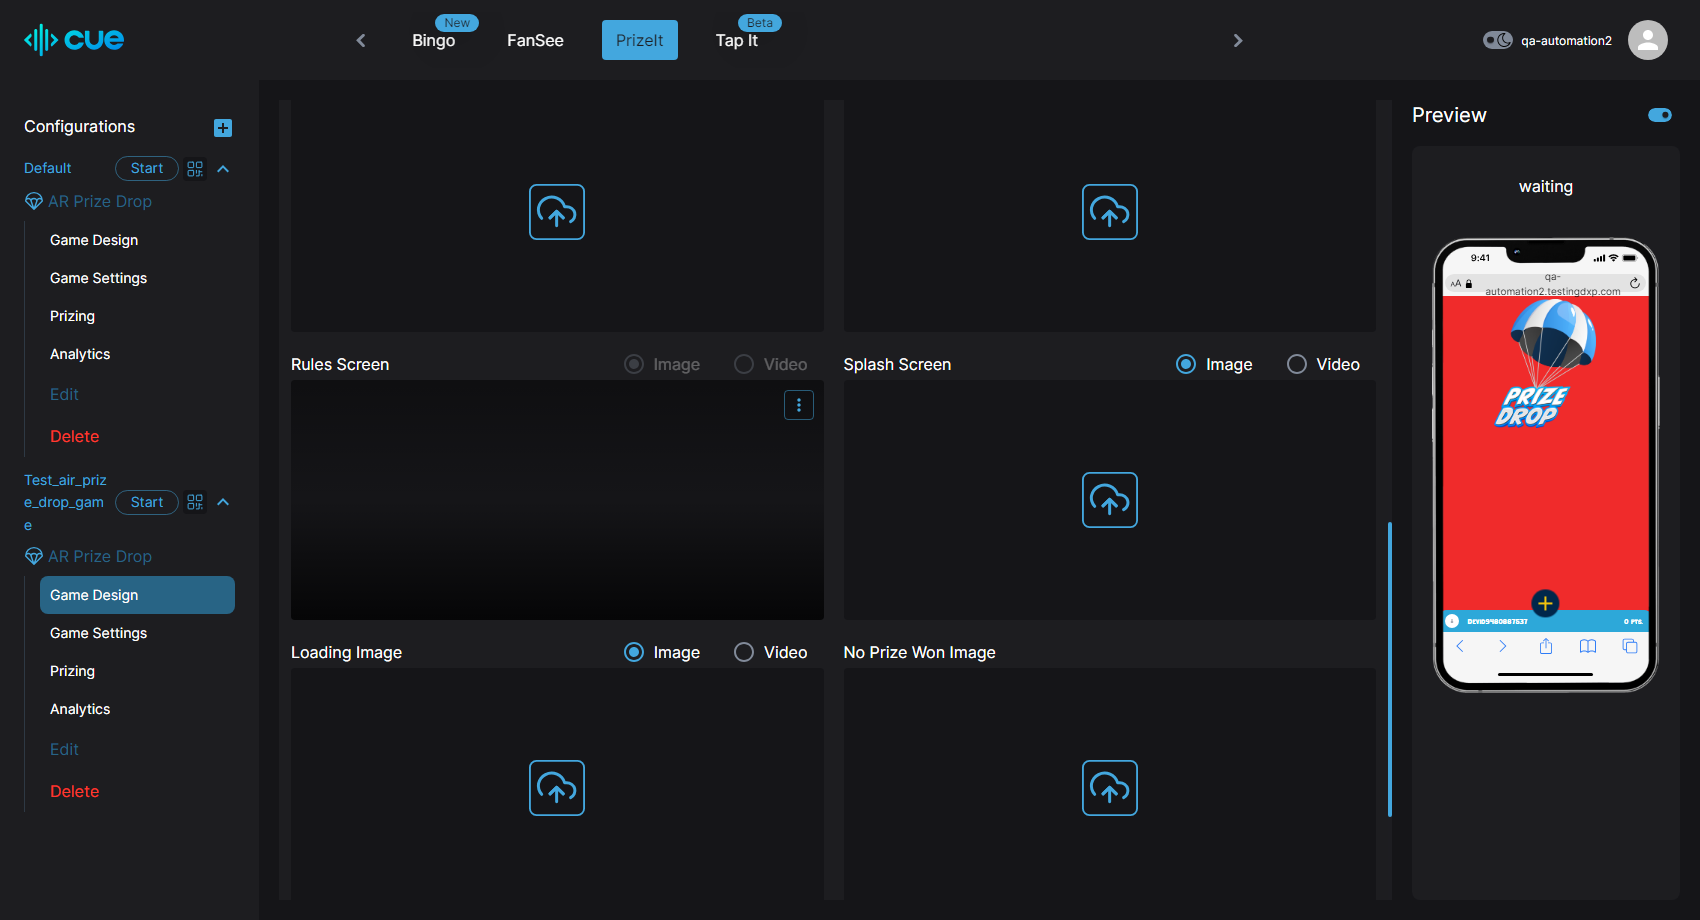 cue
New
Bingo
FanSee
PrizeIt
Beta
Tap It
qa-automation2
Configurations
Default
Start
AR Prize Drop
Game Design
Game Settings
Prizing
Analytics
Edit
Delete
Test_air_priz
e_drop_gam
e
Start
AR Prize Drop
Game Design
Game Settings
Prizing
Analytics
Edit
Delete
Rules Screen
Image
Video
Splash Screen
Image
Video
Loading Image
Image
Video
No Prize Won Image
Preview
waiting
9:41
AA
qa-
automation2.testingdxp.com
PRIZE
DROP
0 PTS.